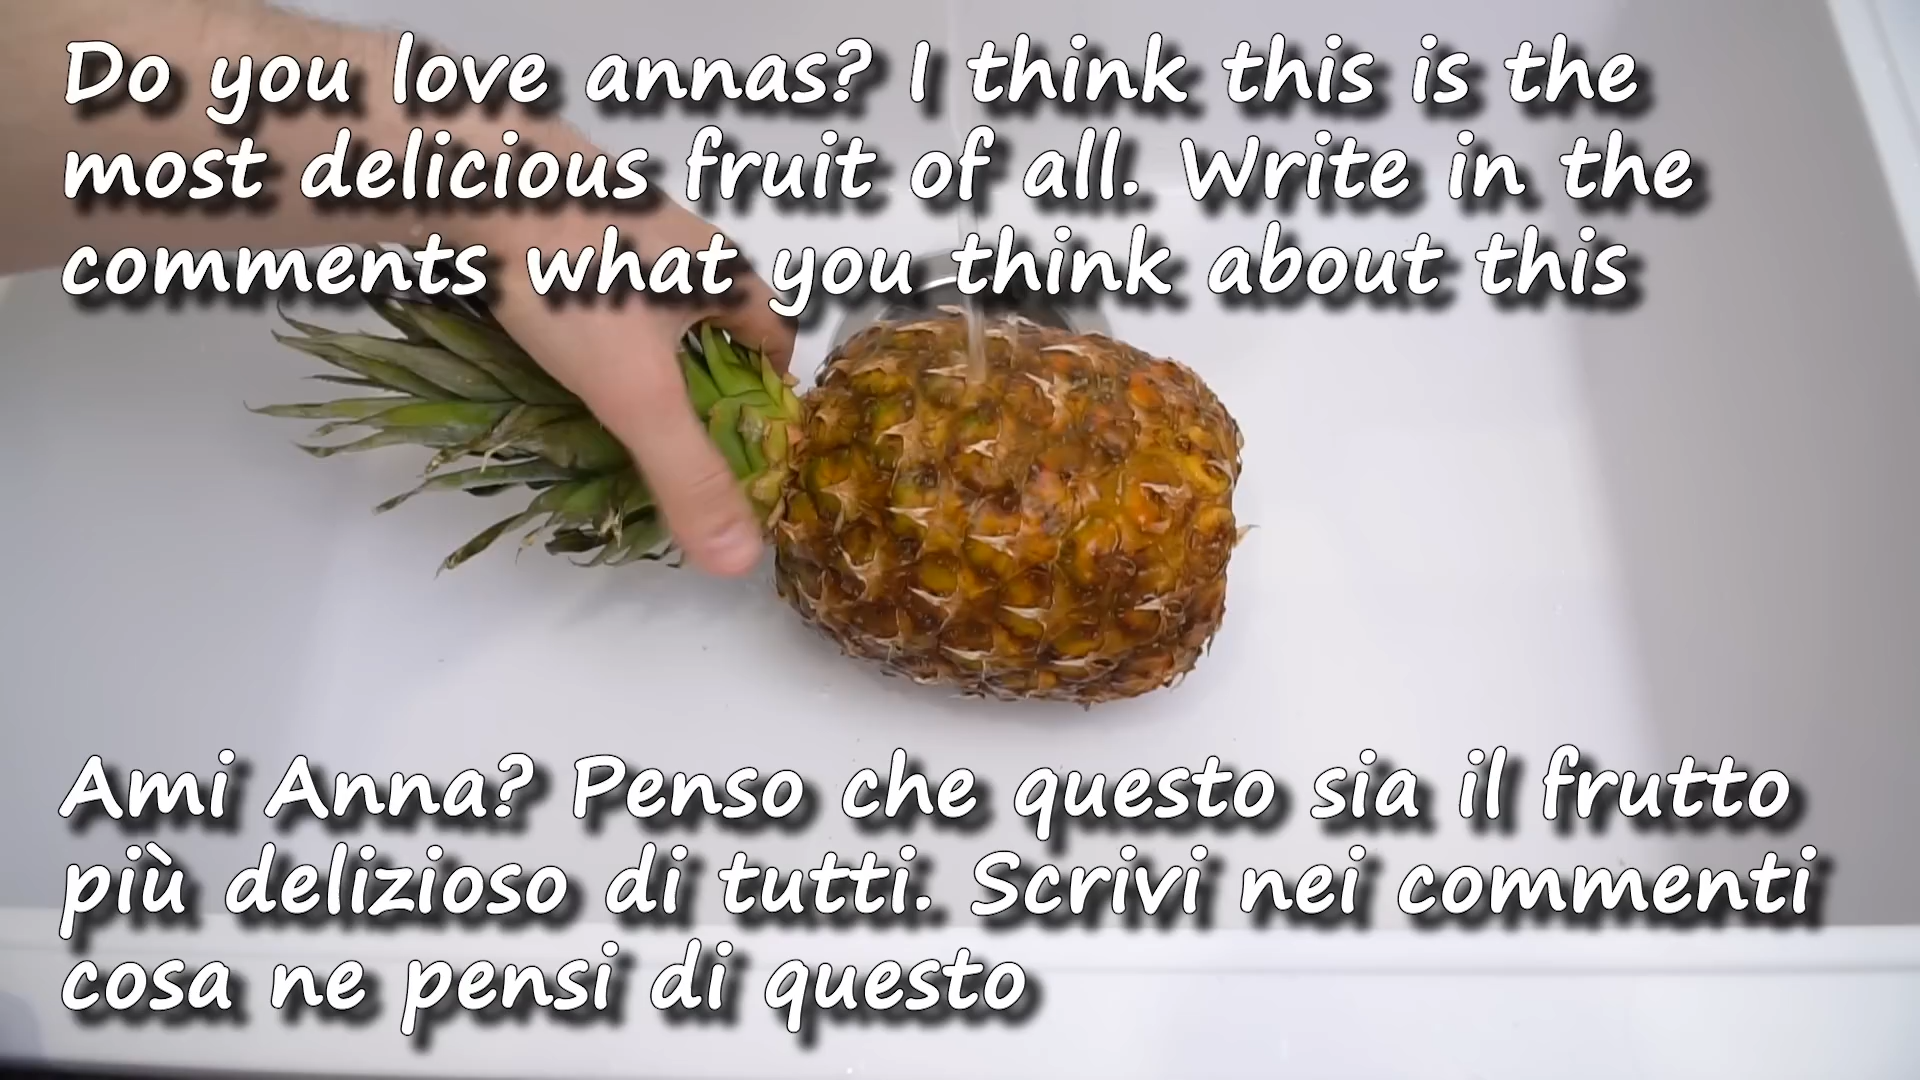 Do you love annas? I think this is the
most delicious fruit of all. Write in the
comments what you think about this
Ami Anna? Penso che questo sia il frutto
più delizioso di tutti. Scrivi nei commenti
cosa ne pensi di questo